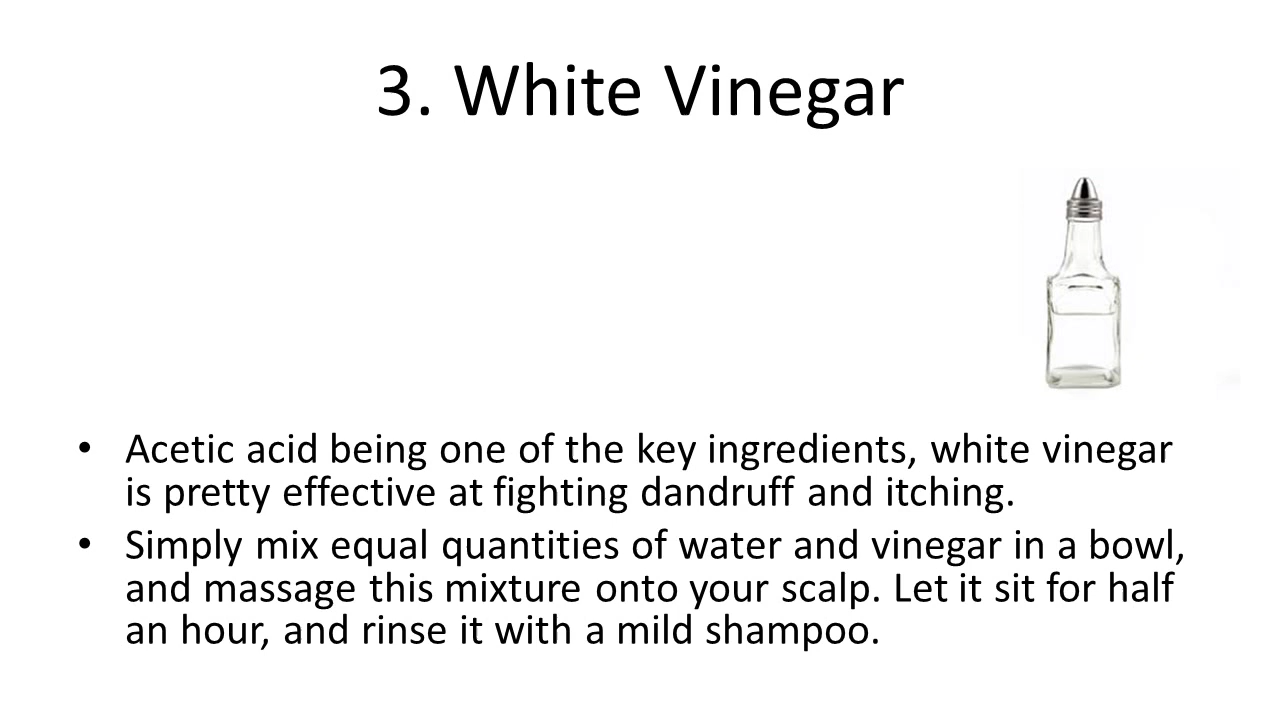 3. White Vinegar
• Acetic acid being one of the key ingredients, white vinegar
is pretty effective at fighting dandruff and itching.
• Simply mix equal quantities of water and vinegar in a bowl,
and massage this mixture onto your scalp. Let it sit for half
an hour, and rinse it with a mild shampoo.